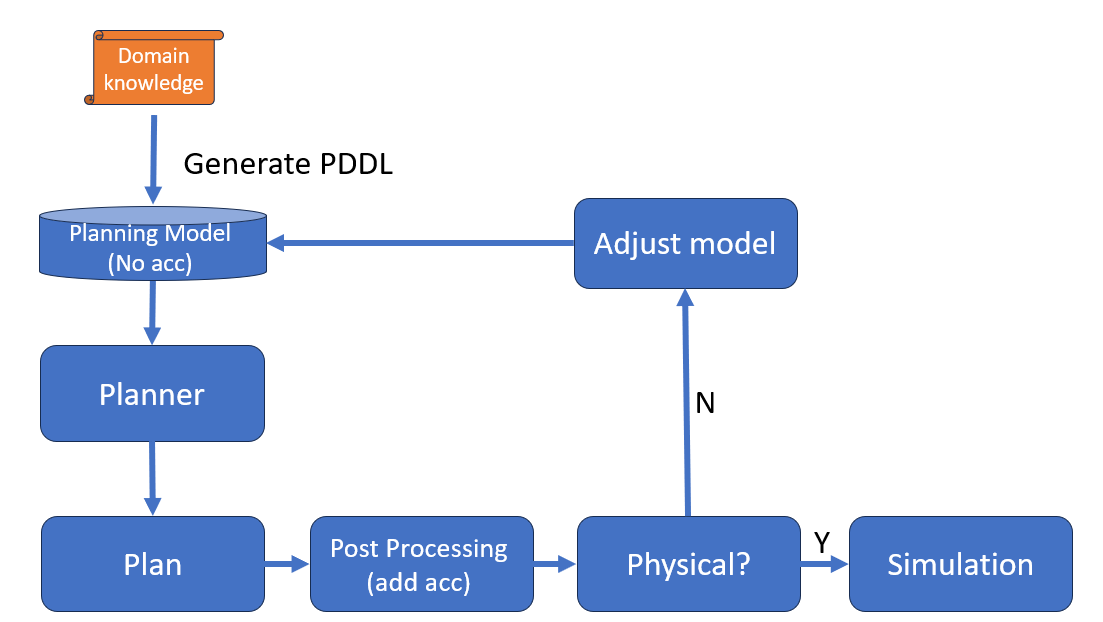 Domain
knowledge
Generate PDDL
Planning Model
(No acc)
Adjust model
Planner
N
Plan
Post Processing
(add acc)
Physical?
Y
Simulation